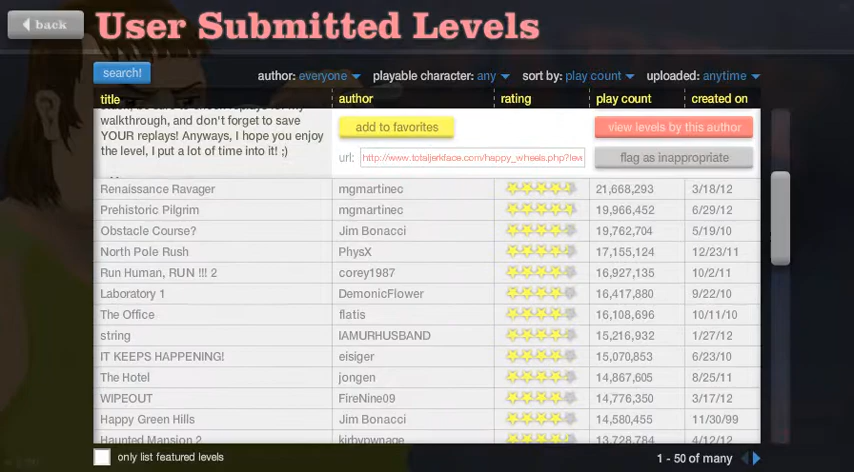 back
User Submitted Levels
search!
author: everyone playable character: any sort by: play count uploaded: anytime
title author rating play count created on
walkthrough, and don't forget to save
YOUR replays! Anyways, I hope you enjoy
the level, I put a lot of time into it! ;)
add to favorites
view levels by this author
url: http://www.totaljerkface.com/happy_wheels.php?lev
flag as inappropriate
Renaissance Ravager mgmartinec 21,668,293 3/18/12
Prehistoric Pilgrim mgmartinec 19,966,452 6/29/12
Obstacle Course? Jim Bonacci 19,762,704 5/19/10
North Pole Rush PhysX 17,155,124 12/23/11
Run Human, RUN !!! 2 corey1987 16,927,135 10/2/11
Laboratory 1 DemonicFlower 16,417,880 9/22/10
The Office flatis 16,108,696 10/11/10
string IAMURHUSBAND 15,216,932 1/27/12
IT KEEPS HAPPENING! eisiger 15,070,853 6/23/10
The Hotel jongen 14,867,605 8/25/11
WIPEOUT FireNine09 14,776,350 3/17/12
Happy Green Hills Jim Bonacci 14,580,455 11/30/99
Haunted Mansion 2 kirbypwnage 13,728,784 4/12/12
only list featured levels
1 - 50 of many